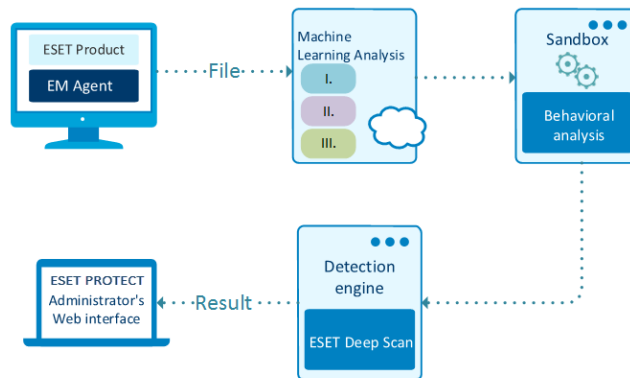 ESET Product
EM Agent
File
Machine
Learning Analysis
I.
II.
III.
Sandbox
Behavioral
analysis
Detection
engine
ESET Deep Scan
Result
ESET PROTECT
Administrator's
Web interface